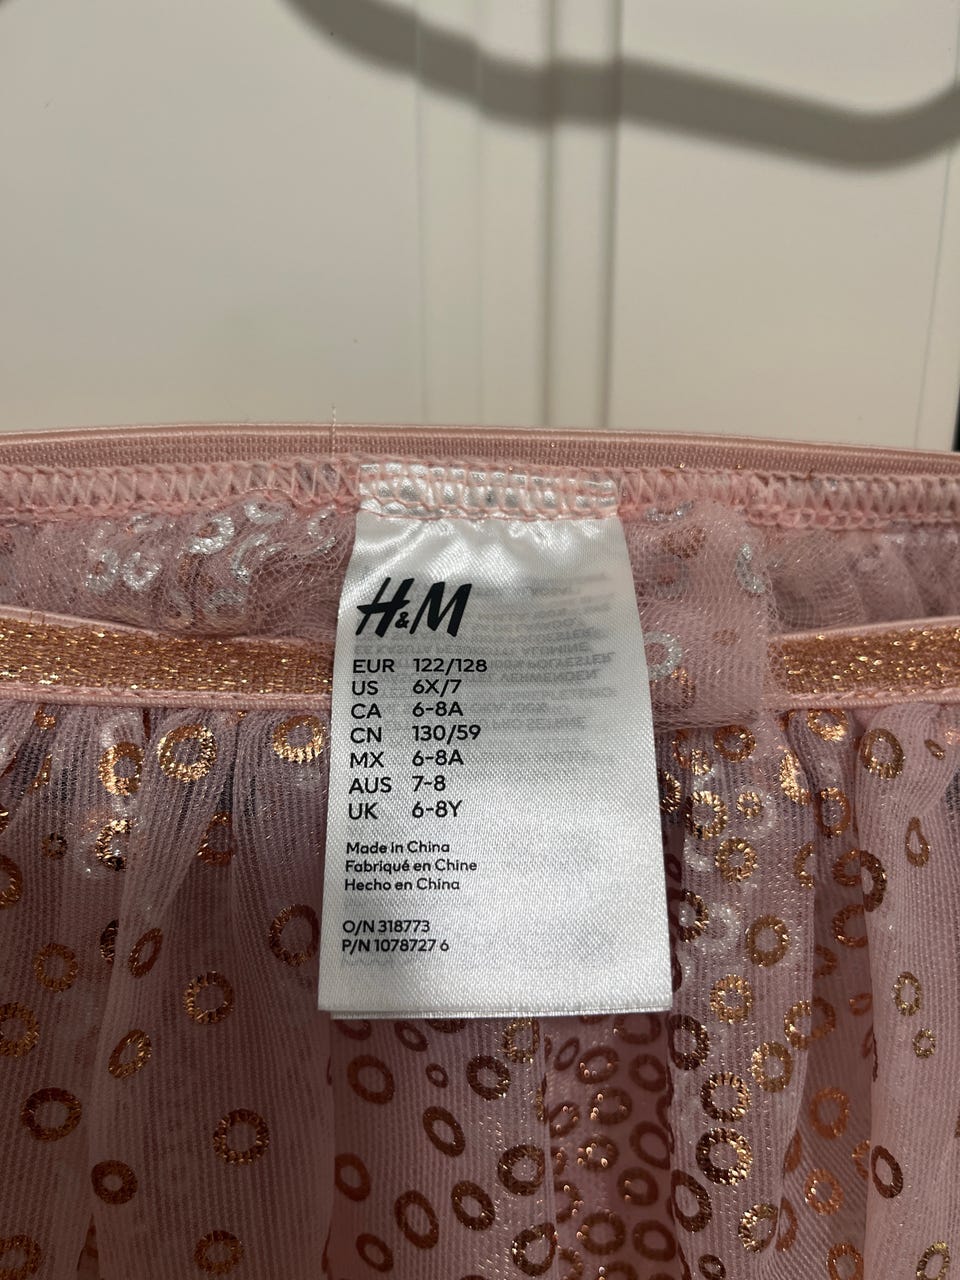 H&M
EUR 122/128
US 6X/7
CA 6-8A
CN 130/59
MX 6-8A
AUS 7-8
UK 6-8Y
Made in China
Fabriqué en Chine
Hecho en China
O/N 318773
P/N 1078727 6